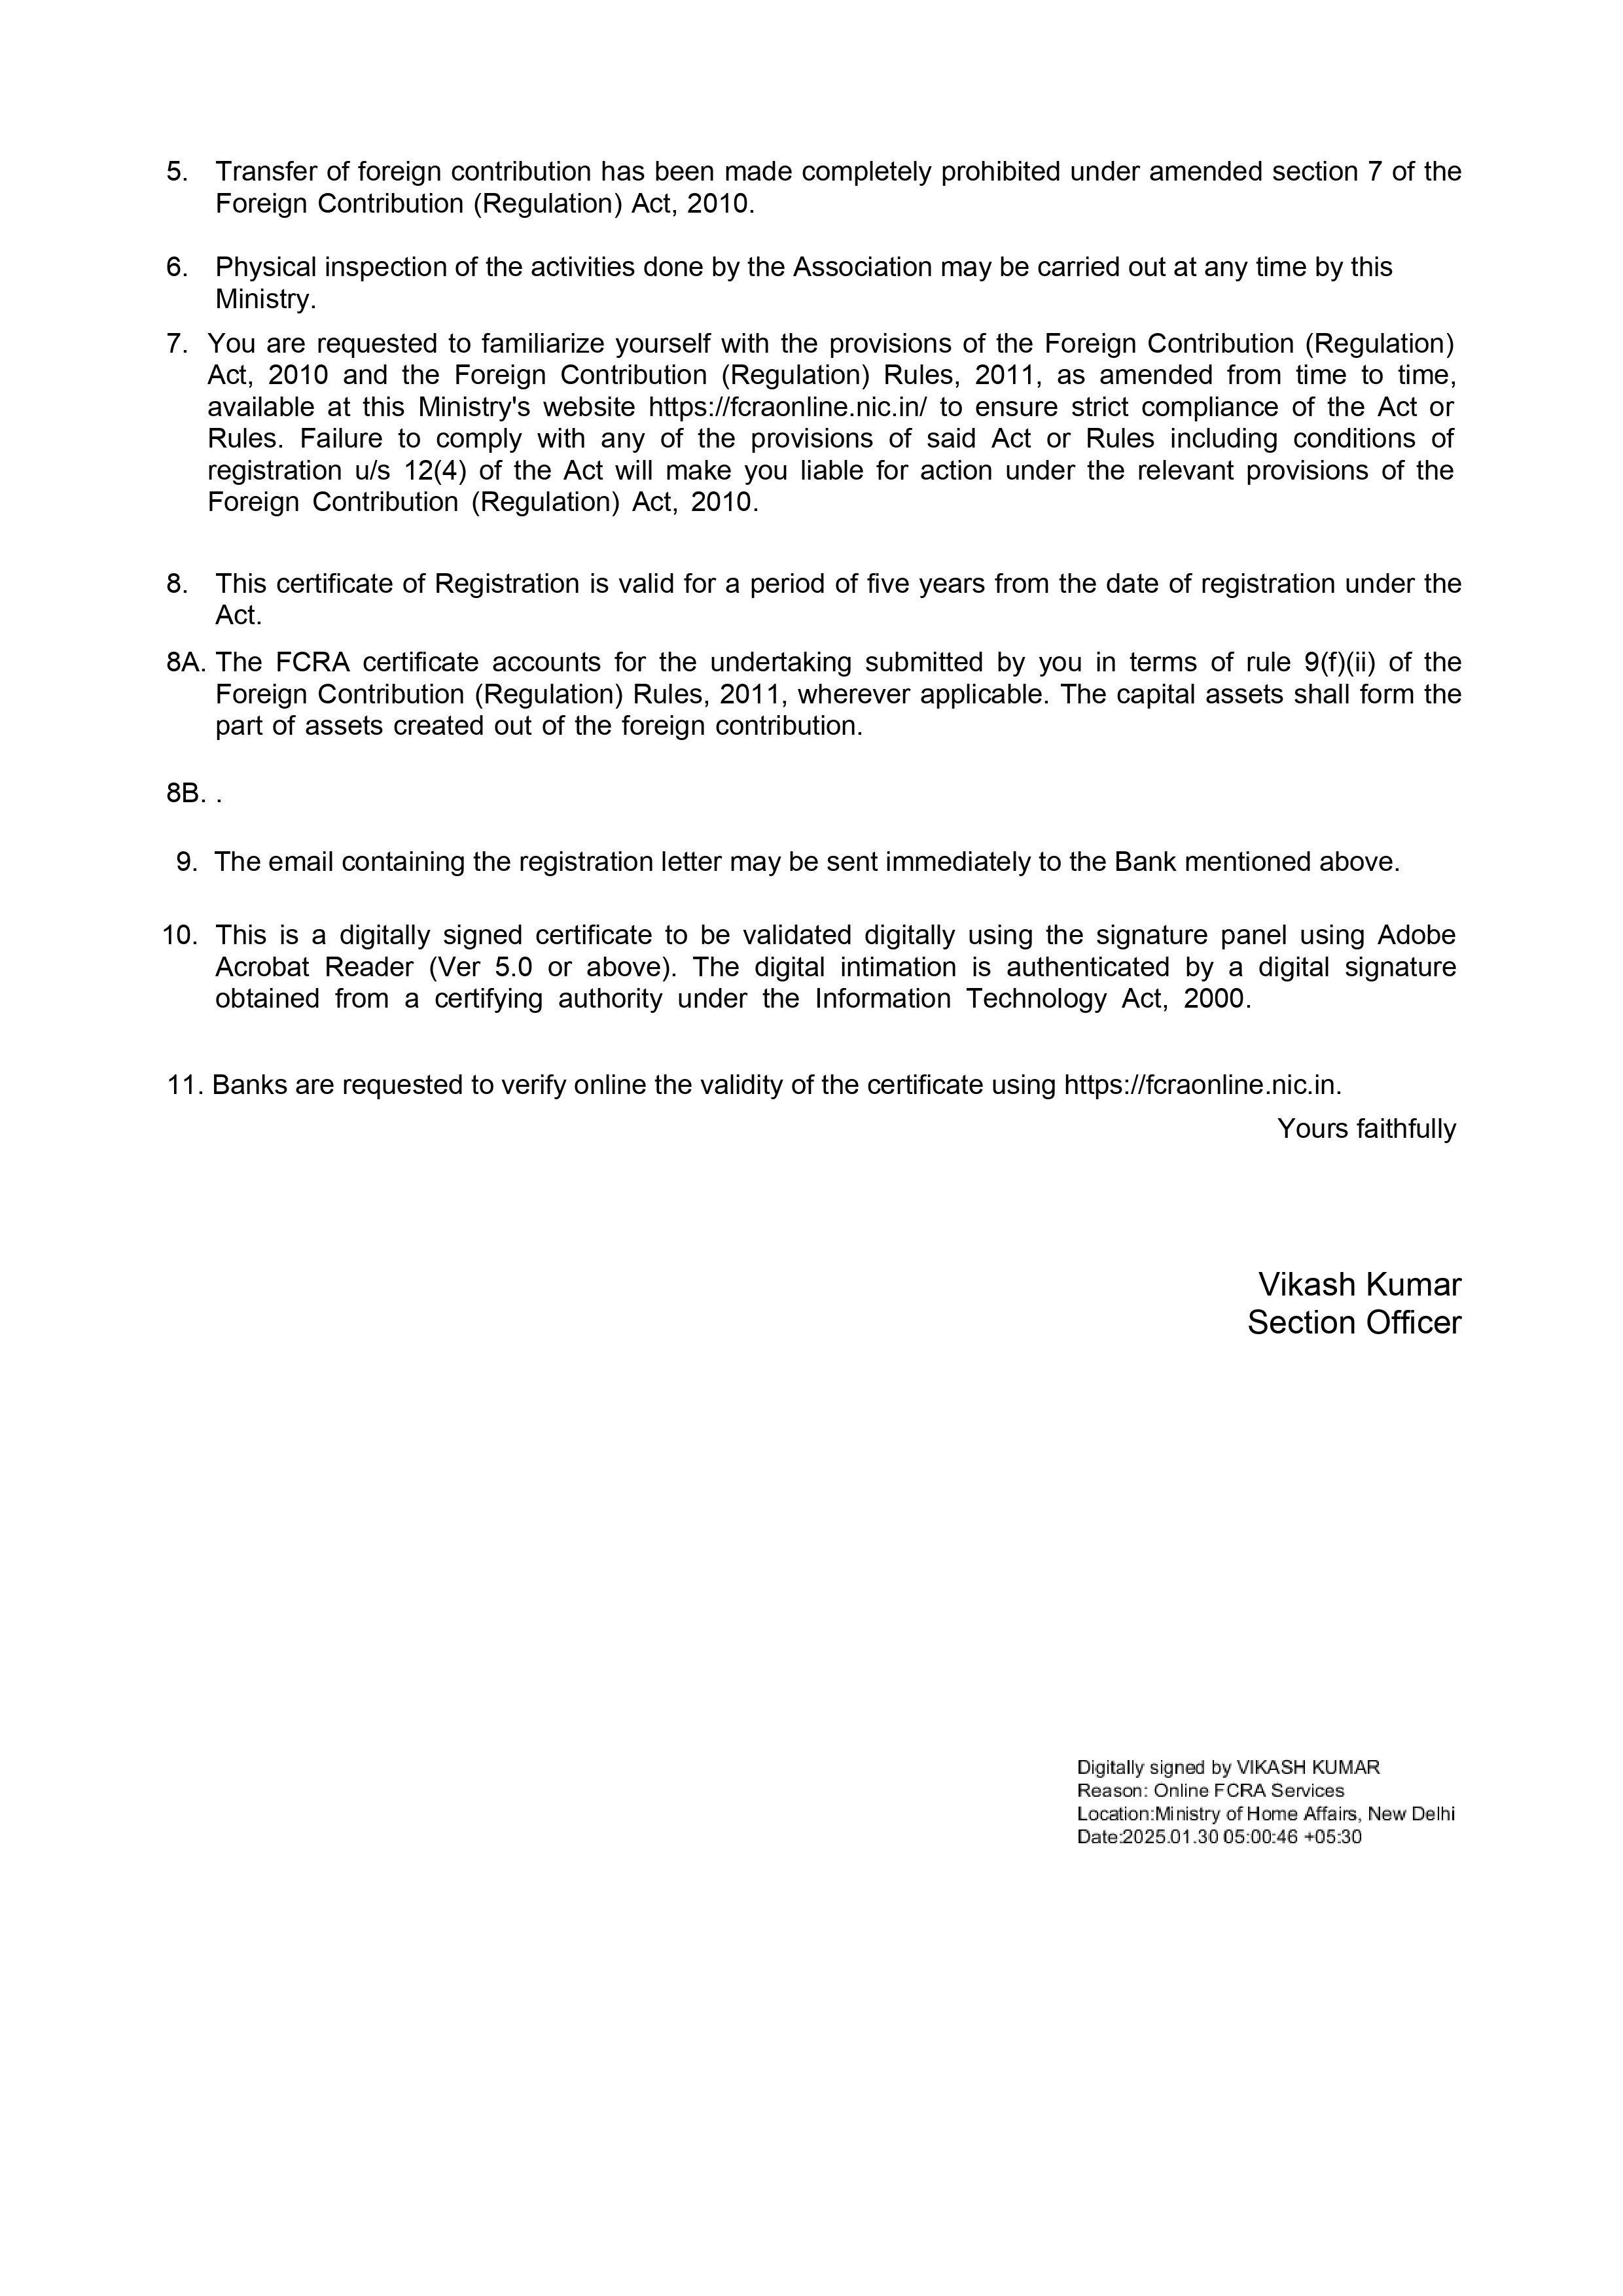 5. Transfer of foreign contribution has been made completely prohibited under amended section 7 of the
Foreign Contribution (Regulation) Act, 2010.
6. Physical inspection of the activities done by the Association may be carried out at any time by this
Ministry.
7. You are requested to familiarize yourself with the provisions of the Foreign Contribution (Regulation)
Act, 2010 and the Foreign Contribution (Regulation) Rules, 2011, as amended from time to time,
available at this Ministry's website https://fcraonline.nic.in/ to ensure strict compliance of the Act or
Rules. Failure to comply with any of the provisions of said Act or Rules including conditions of
registration u/s 12(4) of the Act will make you liable for action under the relevant provisions of the
Foreign Contribution (Regulation) Act, 2010.
8. This certificate of Registration is valid for a period of five years from the date of registration under the
Act.
8A. The FCRA certificate accounts for the undertaking submitted by you in terms of rule 9(f)(ii) of the
Foreign Contribution (Regulation) Rules, 2011, wherever applicable. The capital assets shall form the
part of assets created out of the foreign contribution.
8B. .
9. The email containing the registration letter may be sent immediately to the Bank mentioned above.
10. This is a digitally signed certificate to be validated digitally using the signature panel using Adobe
Acrobat Reader (Ver 5.0 or above). The digital intimation is authenticated by a digital signature
obtained from a certifying authority under the Information Technology Act, 2000.
11. Banks are requested to verify online the validity of the certificate using https://fcraonline.nic.in.
Yours faithfully
Vikash Kumar
Section Officer
Digitally signed by VIKASH KUMAR
Reason: Online FCRA Services
Location:Ministry of Home Affairs, New Delhi
Date:2025.01.30 05:00:46 +05:30